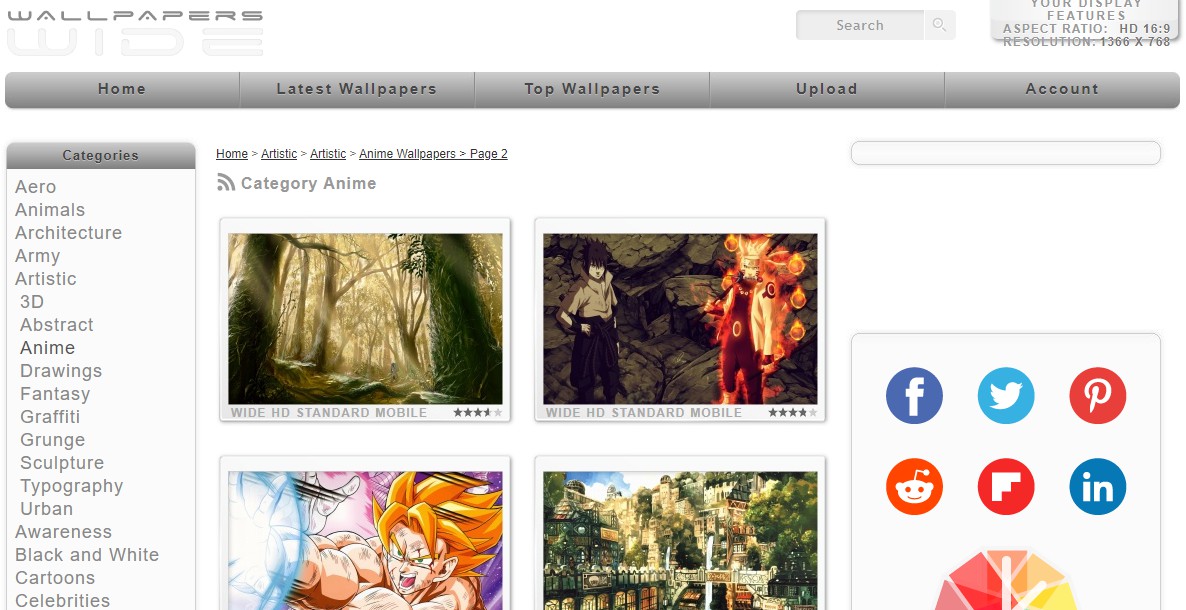 WALLPAPERS
WIDE
Search
YOUR DISPLAY
FEATURES
ASPECT RATIO: HD 16:9
RESOLUTION: 1366 X 768
Home
Latest Wallpapers
Top Wallpapers
Upload
Account
Categories
Aero
Animals
Architecture
Army
Artistic
3D
Abstract
Anime
Drawings
Fantasy
Graffiti
Grunge
Sculpture
Typography
Urban
Awareness
Black and White
Cartoons
Celebrities
Home > Artistic > Artistic > Anime Wallpapers > Page 2
Category Anime
WIDE HD STANDARD MOBILE
WIDE HD STANDARD MOBILE
f
in